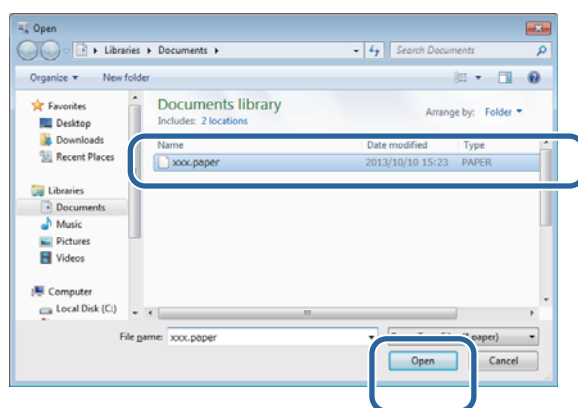 Open
Libraries ▸ Documents ▸
Search Documents
Organize ▾ New folder
Favorites
Desktop
Downloads
Recent Places
Libraries
Documents
Music
Pictures
Videos
Computer
Local Disk (C:)
Documents library
Includes: 2 locations
Arrange by: Folder ▾
Name Date modified Type
xxx.paper 2013/10/10 15:23 PAPER
File name: xxx.paper
paper)
Open Cancel